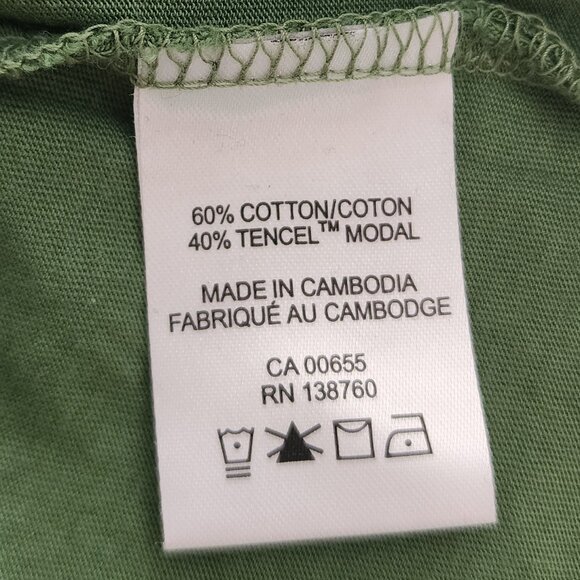 60% COTTON/COTON
40% TENCEL™ MODAL
MADE IN CAMBODIA
FABRIQUÉ AU CAMBODGE
CA 00655
RN 138760